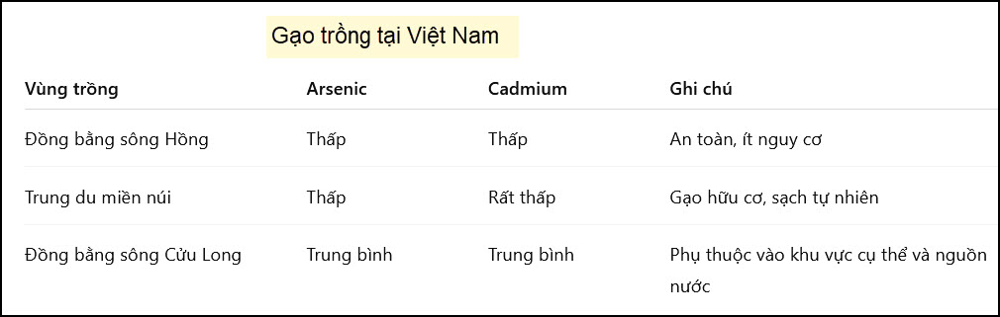 Gạo trồng tại Việt Nam
Vùng trồng Arsenic Cadmium Ghi chú
Đồng bằng sông Hồng Thấp Thấp An toàn, ít nguy cơ
Trung du miền núi Thấp Rất thấp Gạo hữu cơ, sạch tự nhiên
Đồng bằng sông Cửu Long Trung bình Trung bình Phụ thuộc vào khu vực cụ thể và nguồn
nước